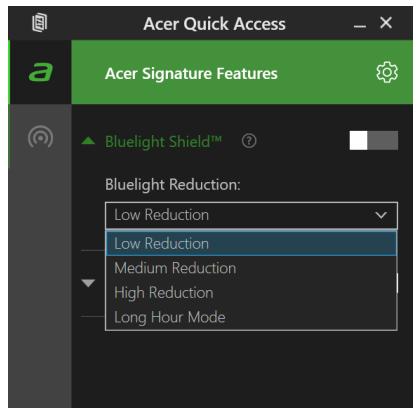 Acer Quick Access
a
Acer Signature Features
Bluelight Shield™ ?
Bluelight Reduction:
Low Reduction
Low Reduction
Medium Reduction
High Reduction
Long Hour Mode